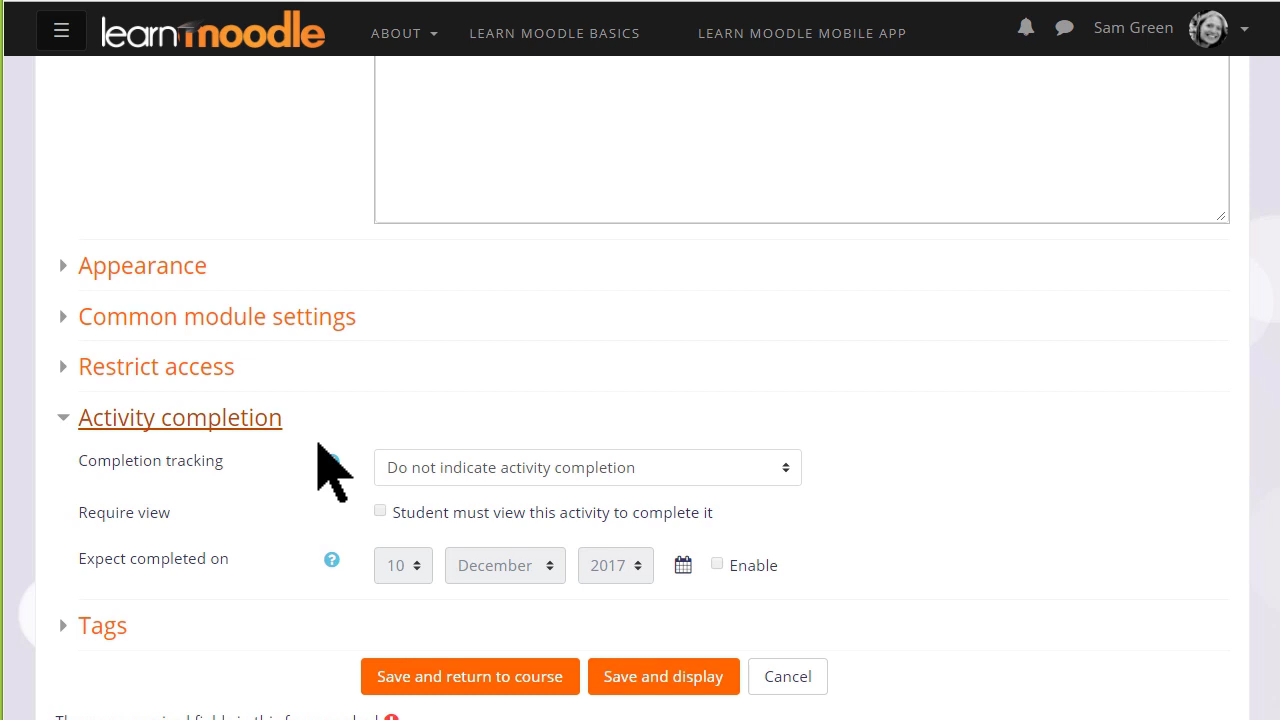 learnmoodle
ABOUT
LEARN MOODLE BASICS
LEARN MOODLE MOBILE APP
Sam Green
Appearance
Common module settings
Restrict access
Activity completion
Completion tracking
Do not indicate activity completion
Require view
Student must view this activity to complete it
Expect completed on
?
10
December
2017
Enable
Tags
Save and return to course
Save and display
Cancel